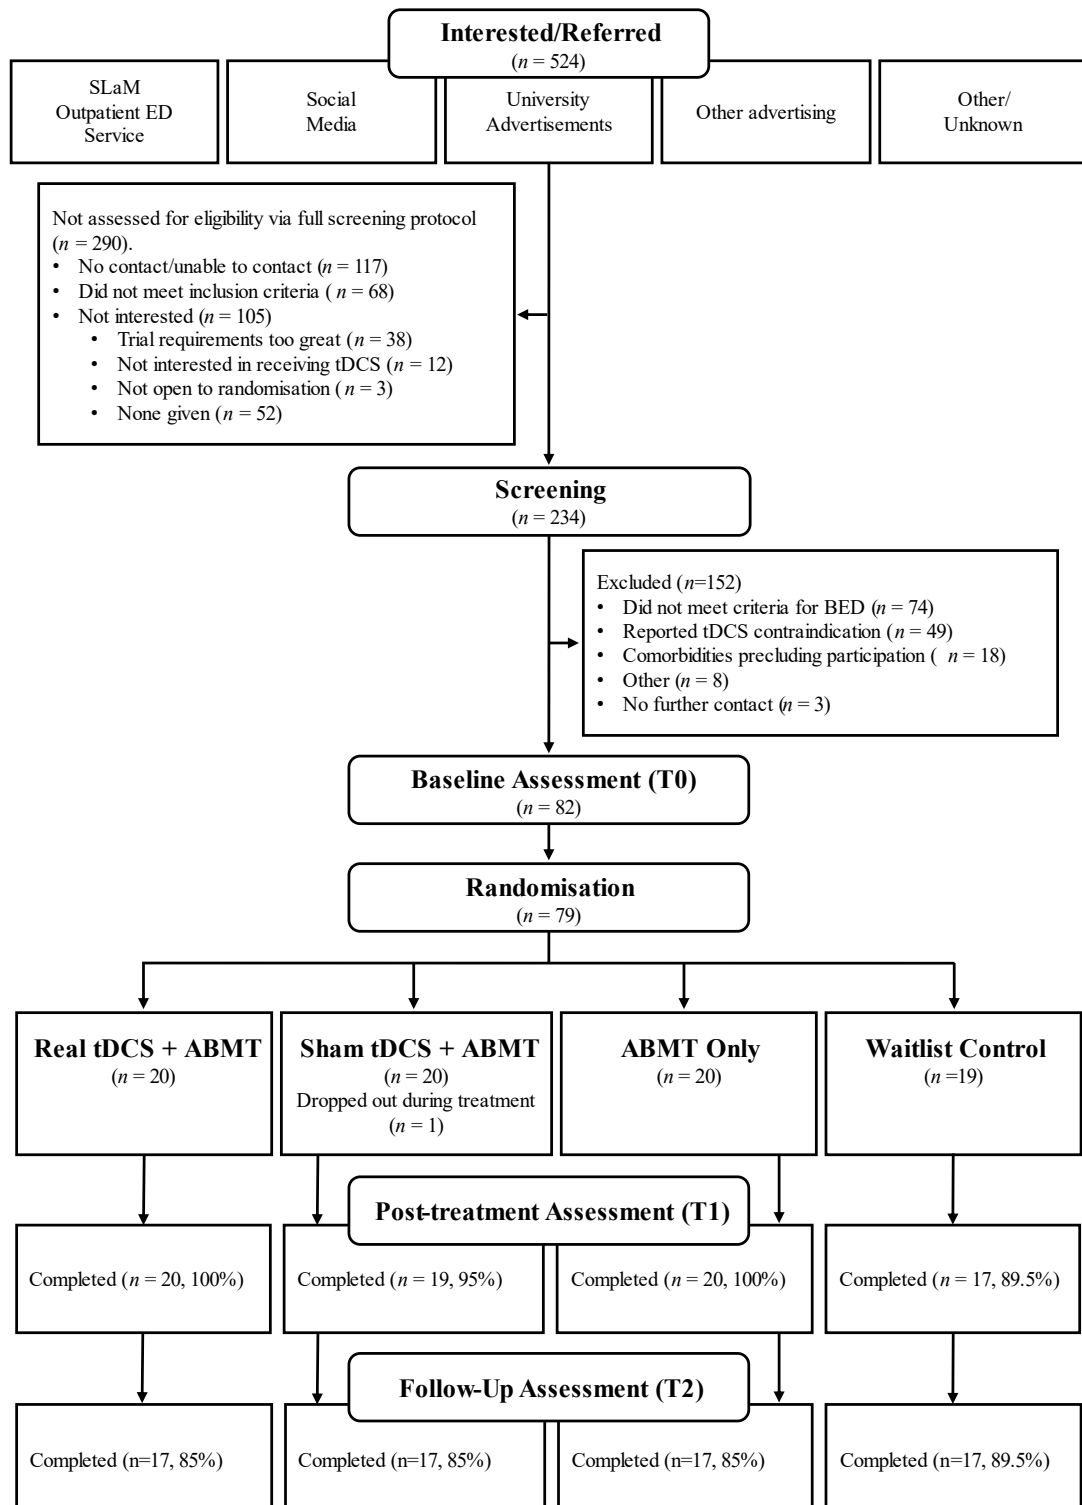 Interested/Referred
(n = 524)
SLaM
Outpatient ED
Service
Social
Media
University
Advertisements
Other advertising
Other/
Unknown
Not assessed for eligibility via full screening protocol
(n = 290).
• No contact/unable to contact (n = 117)
• Did not meet inclusion criteria ( n = 68)
• Not interested (n = 105)
• Trial requirements too great (n = 38)
• Not interested in receiving tDCS (n = 12)
• Not open to randomisation ( n = 3)
• None given (n = 52)
Screening
(n = 234)
Excluded (n=152)
• Did not meet criteria for BED (n = 74)
• Reported tDCS contraindication (n = 49)
• Comorbidities precluding participation ( n = 18)
• Other (n = 8)
• No further contact (n = 3)
Baseline Assessment (T0)
(n = 82)
Randomisation
(n = 79)
Real tDCS + ABMT
(n = 20)
Sham tDCS + ABMT
(n = 20)
Dropped out during treatment
(n = 1)
ABMT Only
(n = 20)
Waitlist Control
(n =19)
Post-treatment Assessment (T1)
Completed (n = 20, 100%)
Completed (n = 19, 95%)
Completed (n = 20, 100%)
Completed (n = 17, 89.5%)
Follow-Up Assessment (T2)
Completed (n=17, 85%)
Completed (n=17, 85%)
Completed (n=17, 85%)
Completed (n=17, 89.5%)